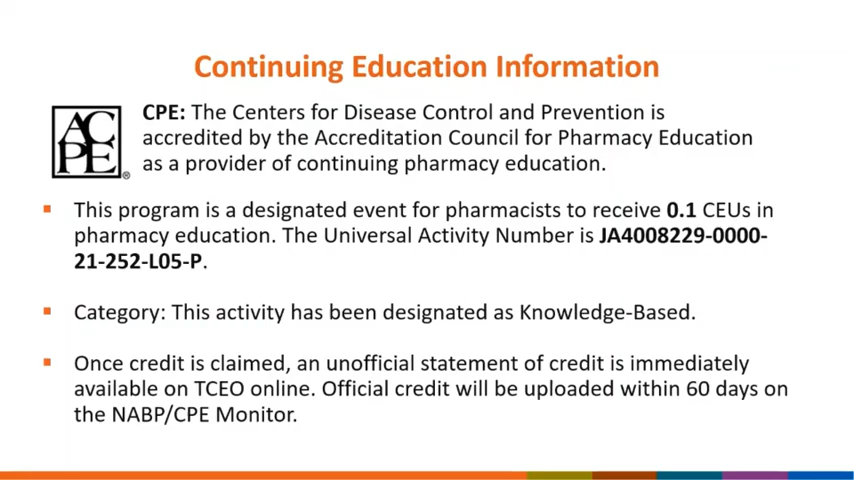 Continuing Education Information
AC
PE
®
CPE: The Centers for Disease Control and Prevention is
accredited by the Accreditation Council for Pharmacy Education
as a provider of continuing pharmacy education.
▪ This program is a designated event for pharmacists to receive 0.1 CEUs in
pharmacy education. The Universal Activity Number is JA4008229-0000-
21-252-L05-P.
▪ Category: This activity has been designated as Knowledge-Based.
▪ Once credit is claimed, an unofficial statement of credit is immediately
available on TCEO online. Official credit will be uploaded within 60 days on
the NABP/CPE Monitor.